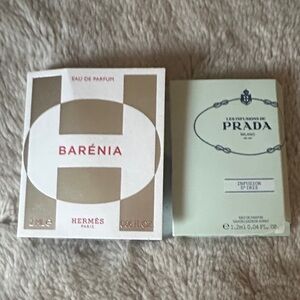 EAU DE PARFUM
BARÉNIA
HERMÈS
PARIS
LES INFUSIONS DE
PRADA
MILANO
INFUSION
D'IRIS
EAU DE PARFUM
℮ 1.2ml 0.04 FL. OZ.